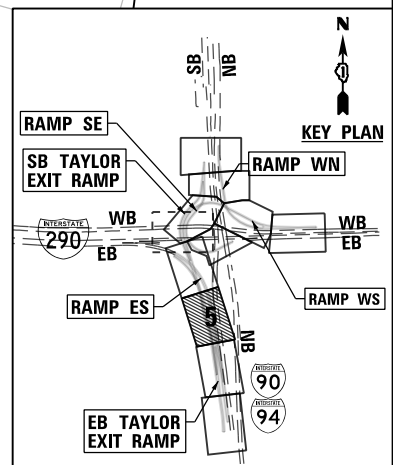 N
SB
NB
KEY PLAN
RAMP SE
SB TAYLOR
EXIT RAMP
RAMP WN
WB
EB
INTERSTATE
290
WB
EB
RAMP ES
RAMP WS
5
NB
INTERSTATE
90
INTERSTATE
94
EB TAYLOR
EXIT RAMP